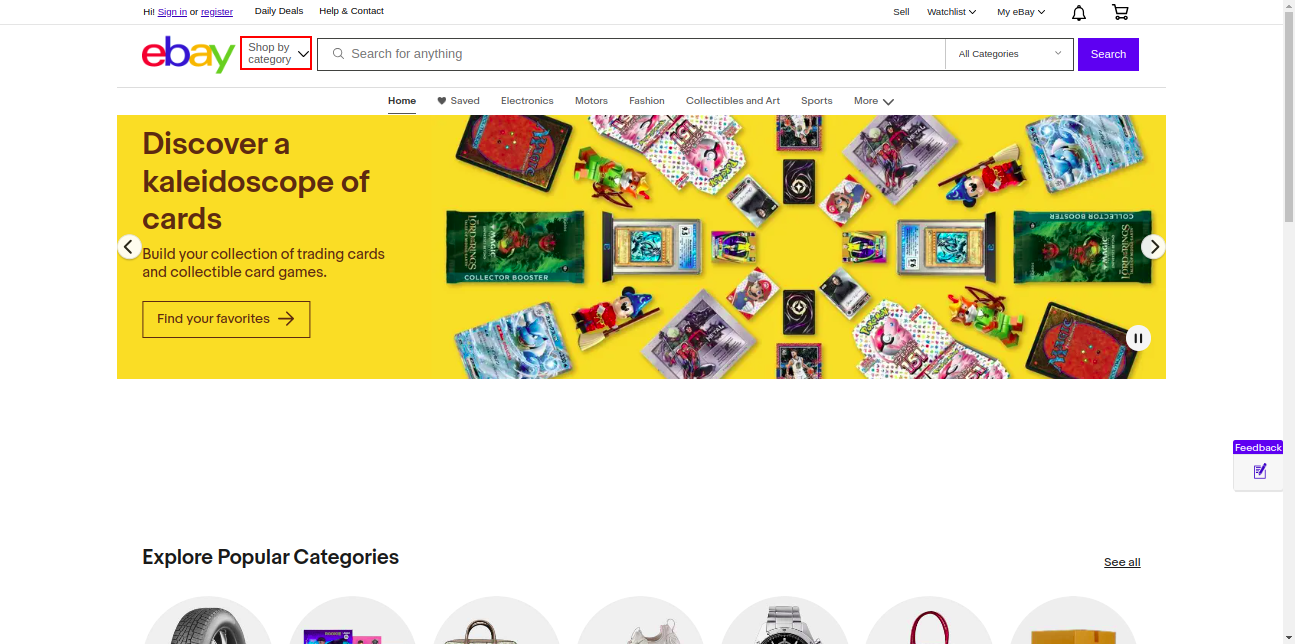 Hi! Sign in or register
Daily Deals
Help & Contact
Sell
Watchlist
My eBay
ebay
Shop by
category
Search for anything
All Categories
Search
Home
Saved
Electronics
Motors
Fashion
Collectibles and Art
Sports
More
Discover a
kaleidoscope of
cards
Build your collection of trading cards
and collectible card games.
Find your favorites
COLLECTOR BOOSTER
COLLECTOR BOOSTER
Feedback
Explore Popular Categories
See all